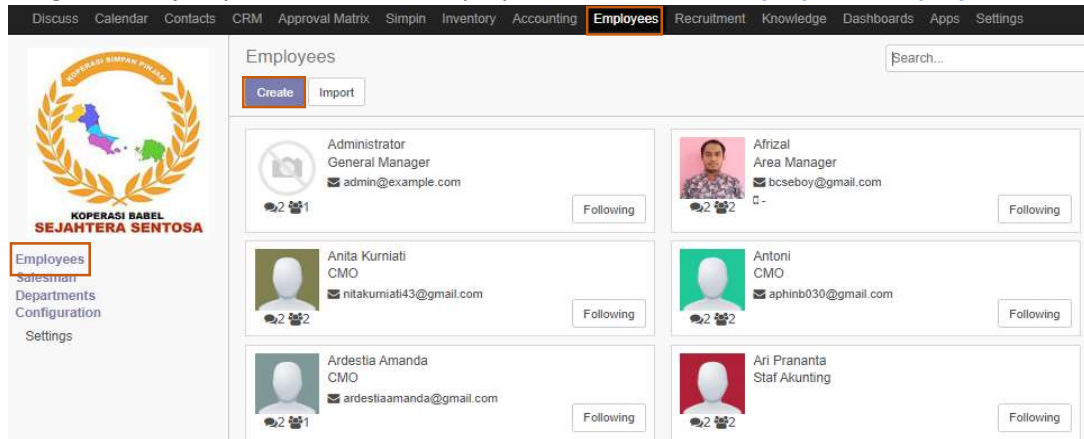 Discuss Calendar Contacts CRM Approval Matrix Simpin Inventory Accounting Employees Recruitment Knowledge Dashboards Apps Settings
KOPERASI SIMPAN PINJAM
KOPERASI BABEL
SEJAHTERA SENTOSA
Employees
Salesman
Departments
Configuration
Settings
Employees
Search...
Create Import
Administrator
General Manager
admin@example.com
2 1
Following
Afrizal
Area Manager
bcseboy@gmail.com
-
2 2
Following
Anita Kurniati
CMO
nitakurniati43@gmail.com
2 2
Following
Antoni
CMO
aphinb030@gmail.com
2 2
Following
Ardestia Amanda
CMO
ardestiaamanda@gmail.com
2 1
Following
Ari Prananta
Staf Akunting
2 2
Following